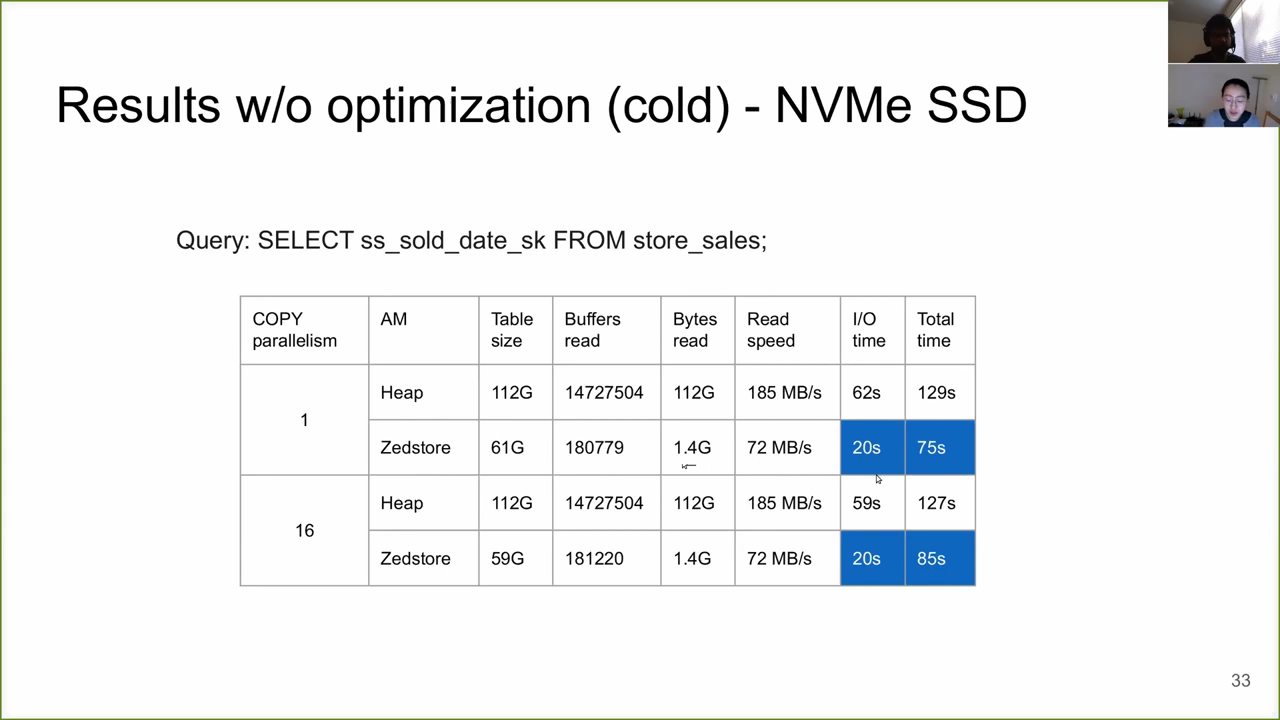 Results w/o optimization (cold) - NVMe SSD
Query: SELECT ss_sold_date_sk FROM store_sales;
COPY parallelism AM Table size Buffers read Bytes read Read speed I/O time Total time
1
Heap 112G 14727504 112G 185 MB/s 62s 129s
Zedstore 61G 180779 1.4G 72 MB/s 20s 75s
16
Heap 112G 14727504 112G 185 MB/s 59s 127s
Zedstore 59G 181220 1.4G 72 MB/s 20s 85s
33